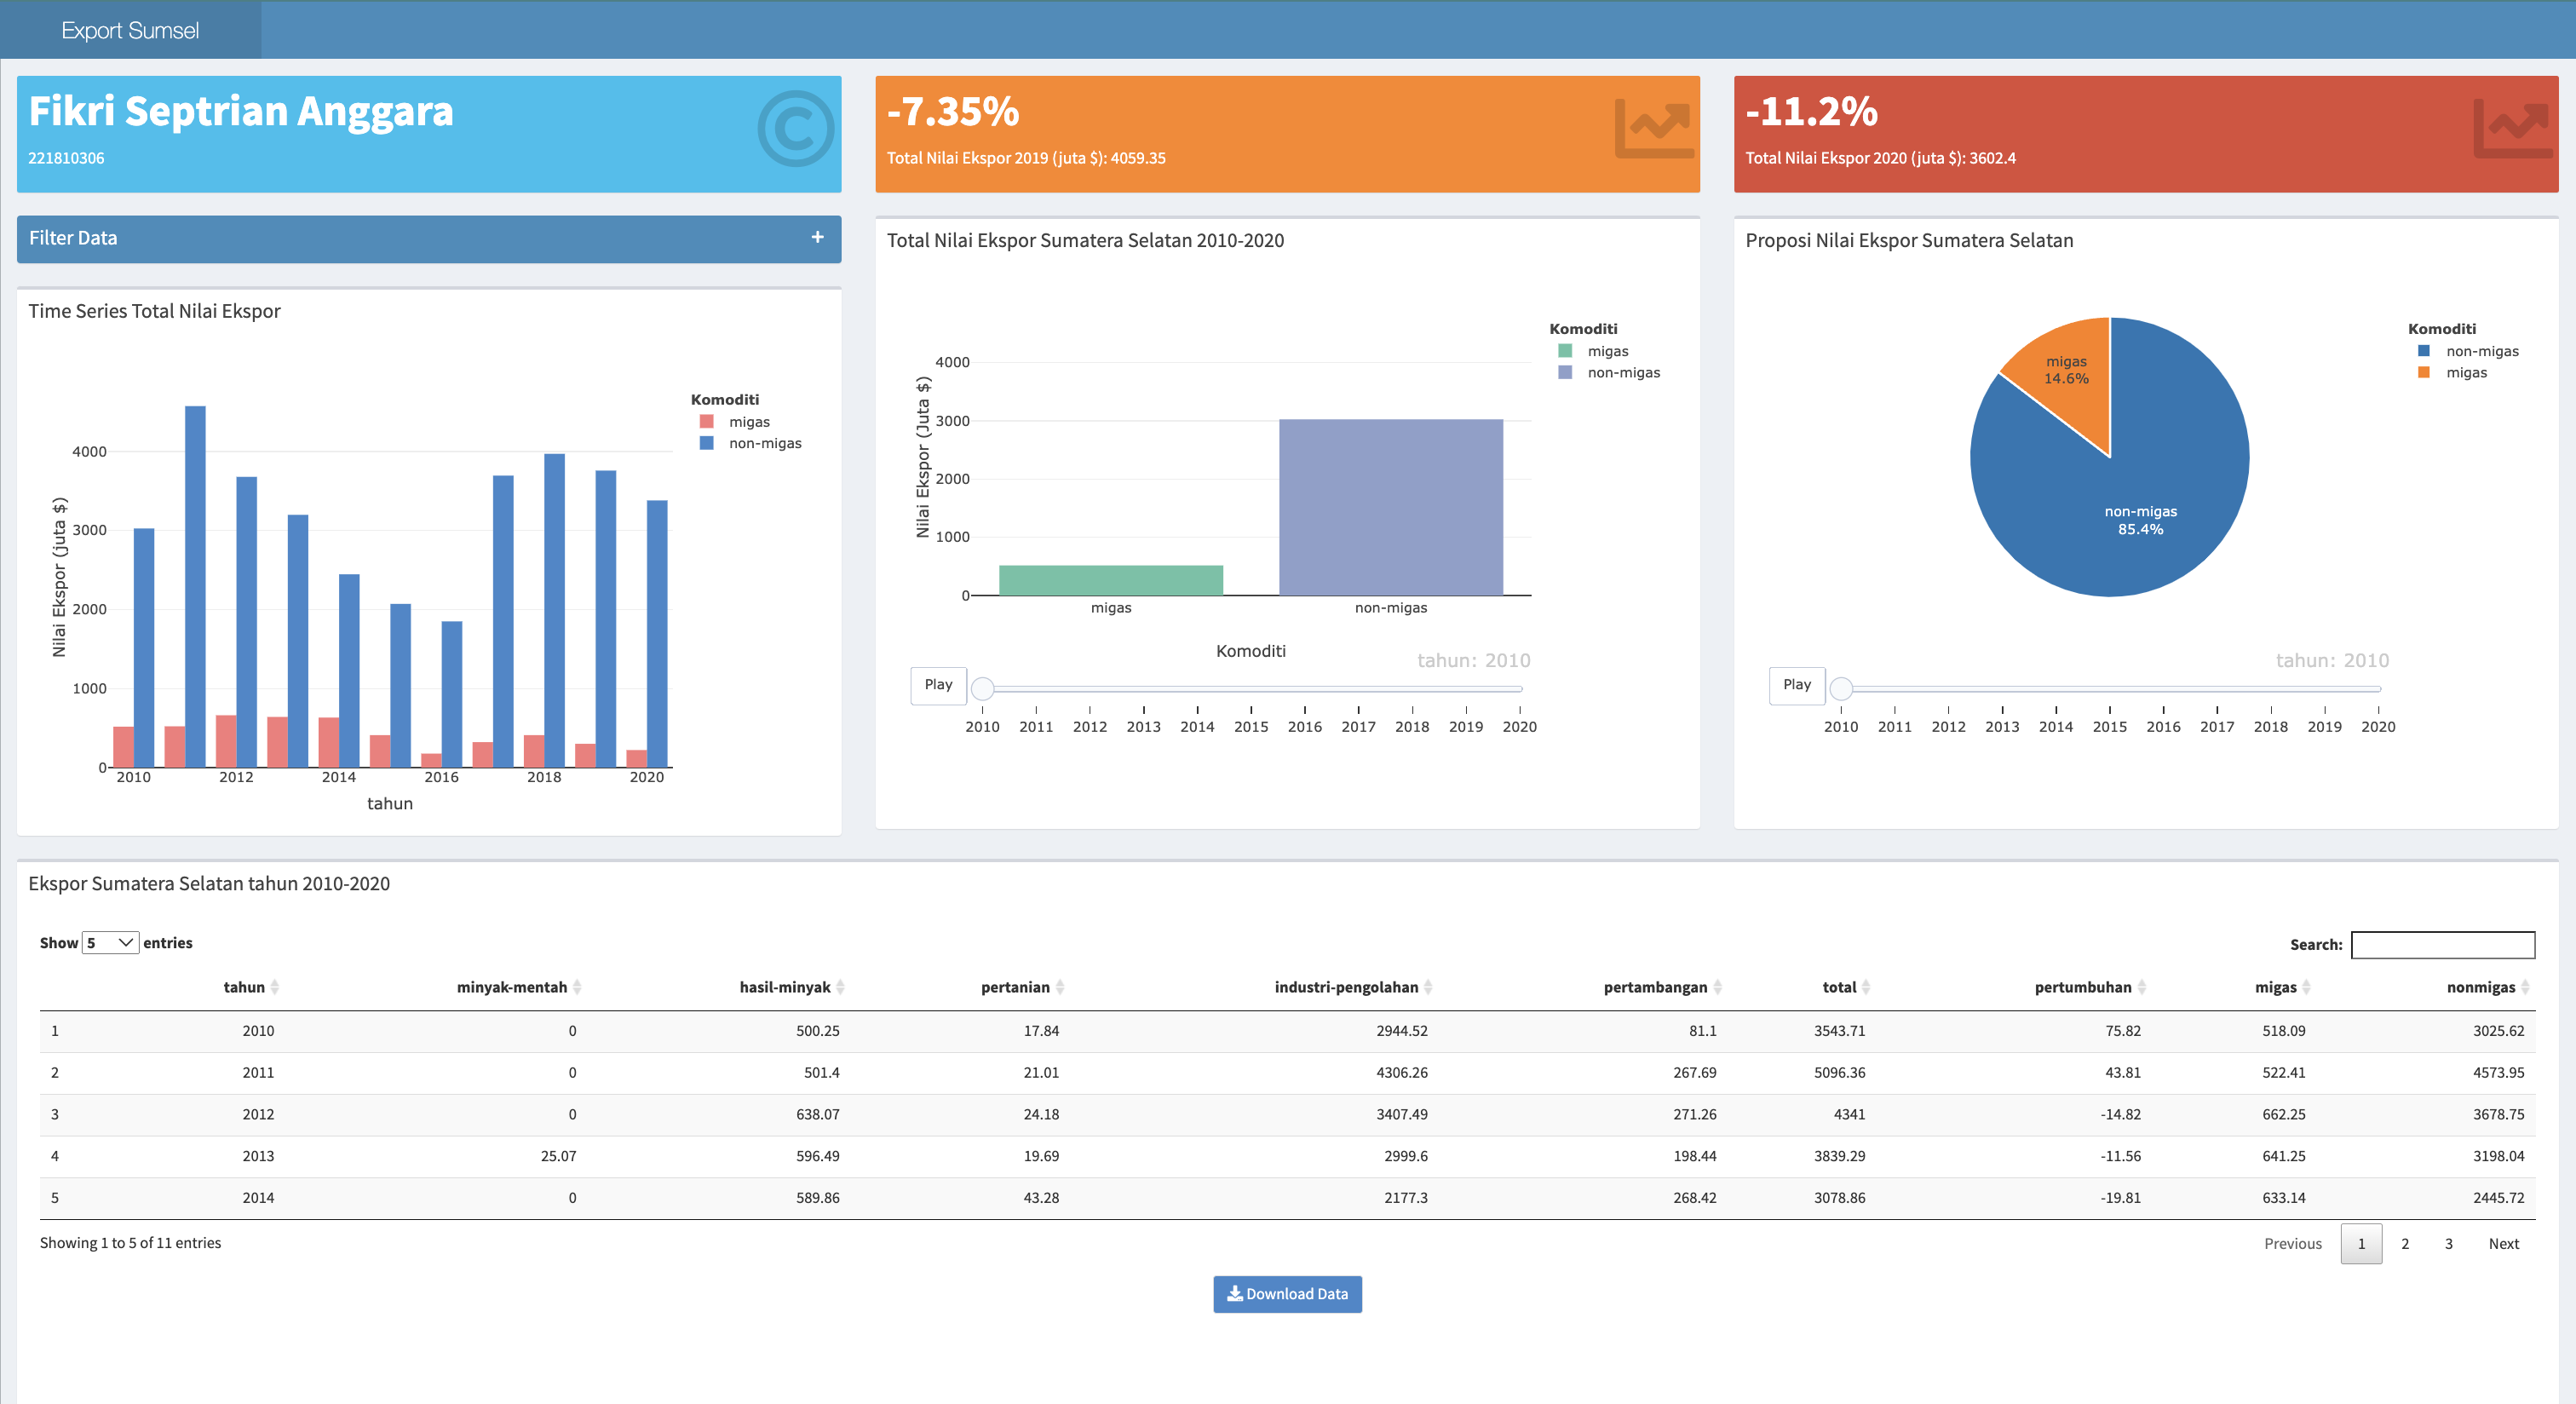 Export Sumsel
Fikri Septrian Anggara
221810306
-7.35%
Total Nilai Ekspor 2019 (juta $): 4059.35
-11.2%
Total Nilai Ekspor 2020 (juta $): 3602.4
Filter Data
Time Series Total Nilai Ekspor
Nilai Ekspor (juta $)
4000
3000
2000
1000
0
2010 2012 2014 2016 2018 2020
tahun
Komoditi
migas
non-migas
Total Nilai Ekspor Sumatera Selatan 2010-2020
Nilai Ekspor (Juta $)
4000
3000
2000
1000
0
migas non-migas
Komoditi
Komoditi
migas
non-migas
tahun: 2010
Play
2010 2011 2012 2013 2014 2015 2016 2017 2018 2019 2020
Proposi Nilai Ekspor Sumatera Selatan
migas
14.6%
non-migas
85.4%
Komoditi
non-migas
migas
tahun: 2010
Play
2010 2011 2012 2013 2014 2015 2016 2017 2018 2019 2020
Ekspor Sumatera Selatan tahun 2010-2020
Show 5 entries
Search:
tahun minyak-mentah hasil-minyak pertanian industri-pengolahan pertambangan total pertumbuhan migas nonmigas
1 2010 0 500.25 17.84 2944.52 81.1 3543.71 75.82 518.09 3025.62
2 2011 0 501.4 21.01 4306.26 267.69 5096.36 43.81 522.41 4573.95
3 2012 0 638.07 24.18 3407.49 271.26 4341 -14.82 662.25 3678.75
4 2013 25.07 596.49 19.69 2999.6 198.44 3839.29 -11.56 641.25 3198.04
5 2014 0 589.86 43.28 2177.3 268.42 3078.86 -19.81 633.14 2445.72
Showing 1 to 5 of 11 entries
Previous 1 2 3 Next
Download Data